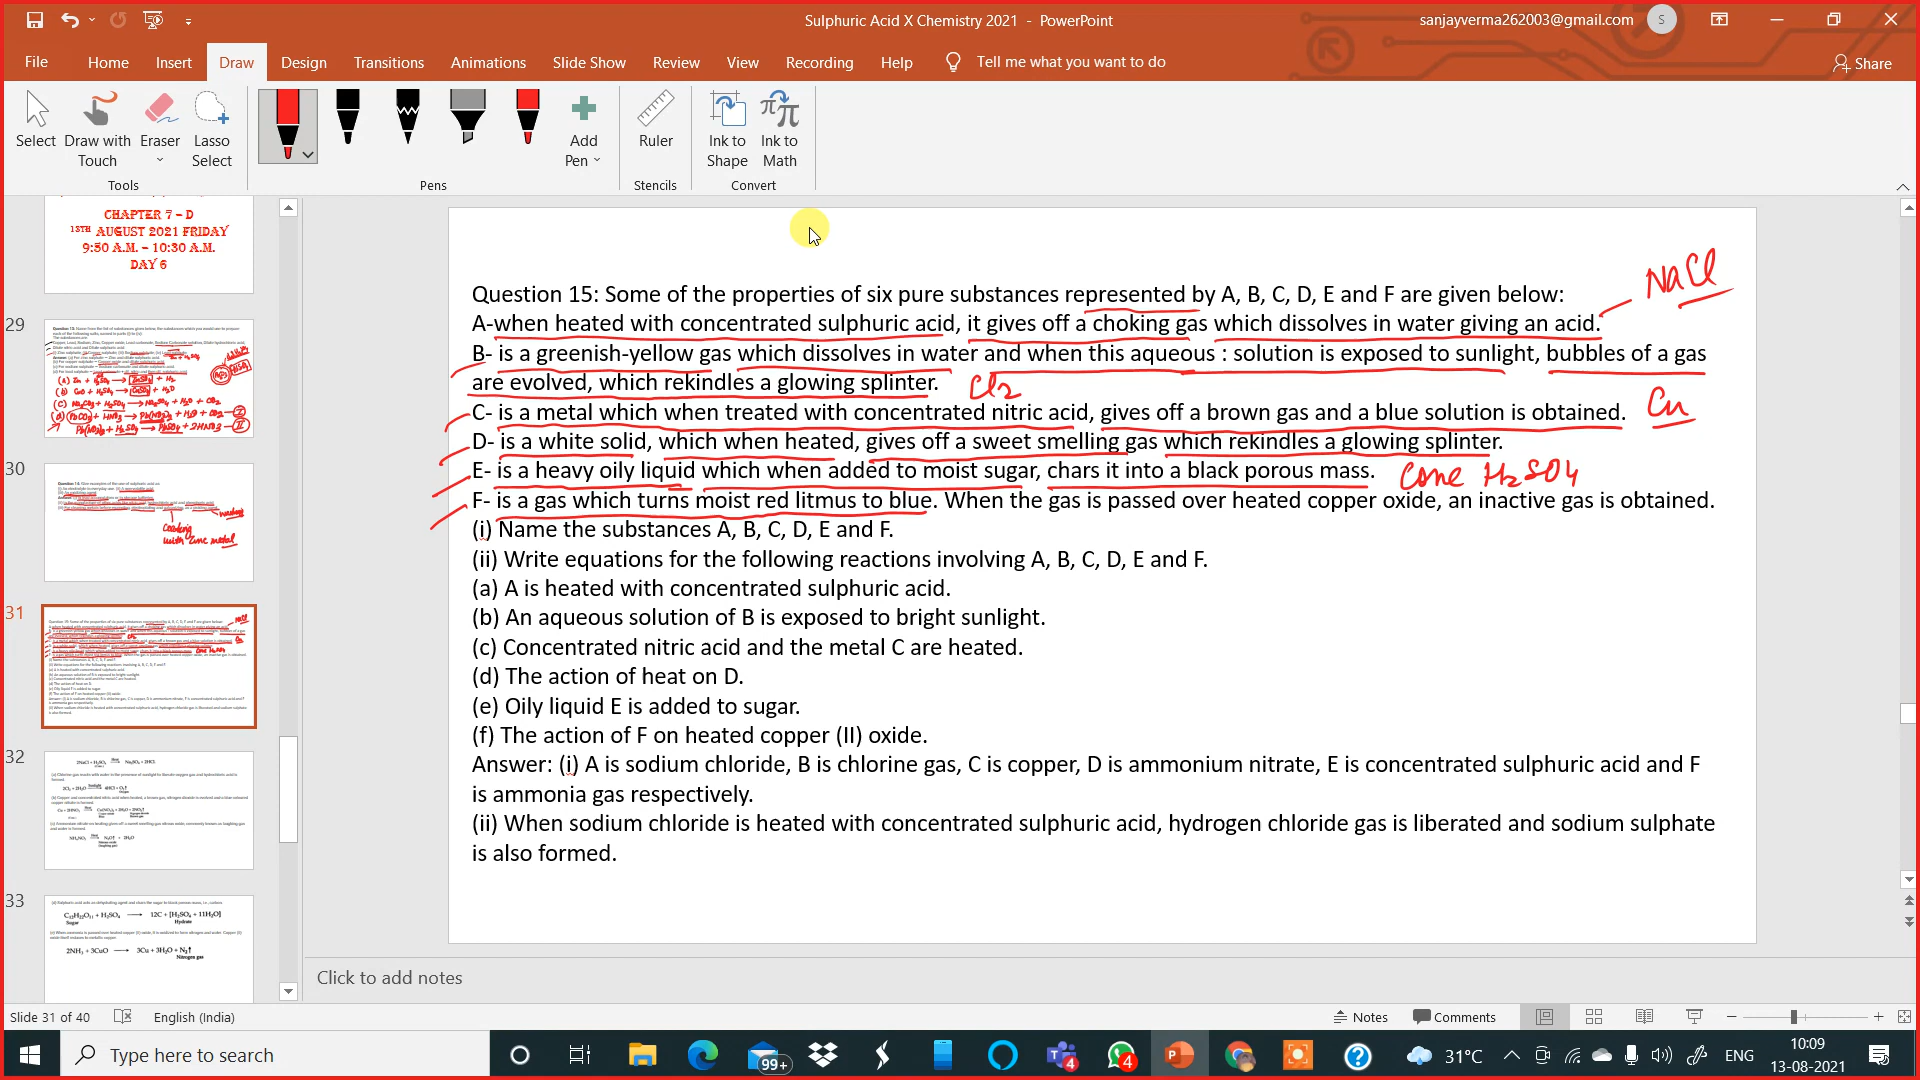 Sulphuric Acid X Chemistry 2021 - PowerPoint
sanjayverma262003@gmail.com
S
File
Home
Insert
Draw
Design
Transitions
Animations
Slide Show
Review
View
Recording
Help
Tell me what you want to do
Share
Select
Draw with Touch
Eraser
Lasso Select
Add Pen
Ruler
Ink to Shape
Ink to Math
Tools
Pens
Stencils
Convert
CHAPTER 7 – D
13TH AUGUST 2021 FRIDAY
9:50 A.M. – 10:30 A.M.
DAY 6
29
30
31
32
33
NaCl
Question 15: Some of the properties of six pure substances represented by A, B, C, D, E and F are given below:
A-when heated with concentrated sulphuric acid, it gives off a choking gas which dissolves in water giving an acid.
B- is a greenish-yellow gas which dissolves in water and when this aqueous : solution is exposed to sunlight, bubbles of a gas
are evolved, which rekindles a glowing splinter. Cl2
C- is a metal which when treated with concentrated nitric acid, gives off a brown gas and a blue solution is obtained. Cu
D- is a white solid, which when heated, gives off a sweet smelling gas which rekindles a glowing splinter.
E- is a heavy oily liquid which when added to moist sugar, chars it into a black porous mass. Conc H2SO4
F- is a gas which turns moist red litmus to blue. When the gas is passed over heated copper oxide, an inactive gas is obtained.
(i) Name the substances A, B, C, D, E and F.
(ii) Write equations for the following reactions involving A, B, C, D, E and F.
(a) A is heated with concentrated sulphuric acid.
(b) An aqueous solution of B is exposed to bright sunlight.
(c) Concentrated nitric acid and the metal C are heated.
(d) The action of heat on D.
(e) Oily liquid E is added to sugar.
(f) The action of F on heated copper (II) oxide.
Answer: (i) A is sodium chloride, B is chlorine gas, C is copper, D is ammonium nitrate, E is concentrated sulphuric acid and F
is ammonia gas respectively.
(ii) When sodium chloride is heated with concentrated sulphuric acid, hydrogen chloride gas is liberated and sodium sulphate
is also formed.
Click to add notes
Slide 31 of 40
English (India)
Notes
Comments
Type here to search
99+
4
4
31°C
ENG
10:09
13-08-2021